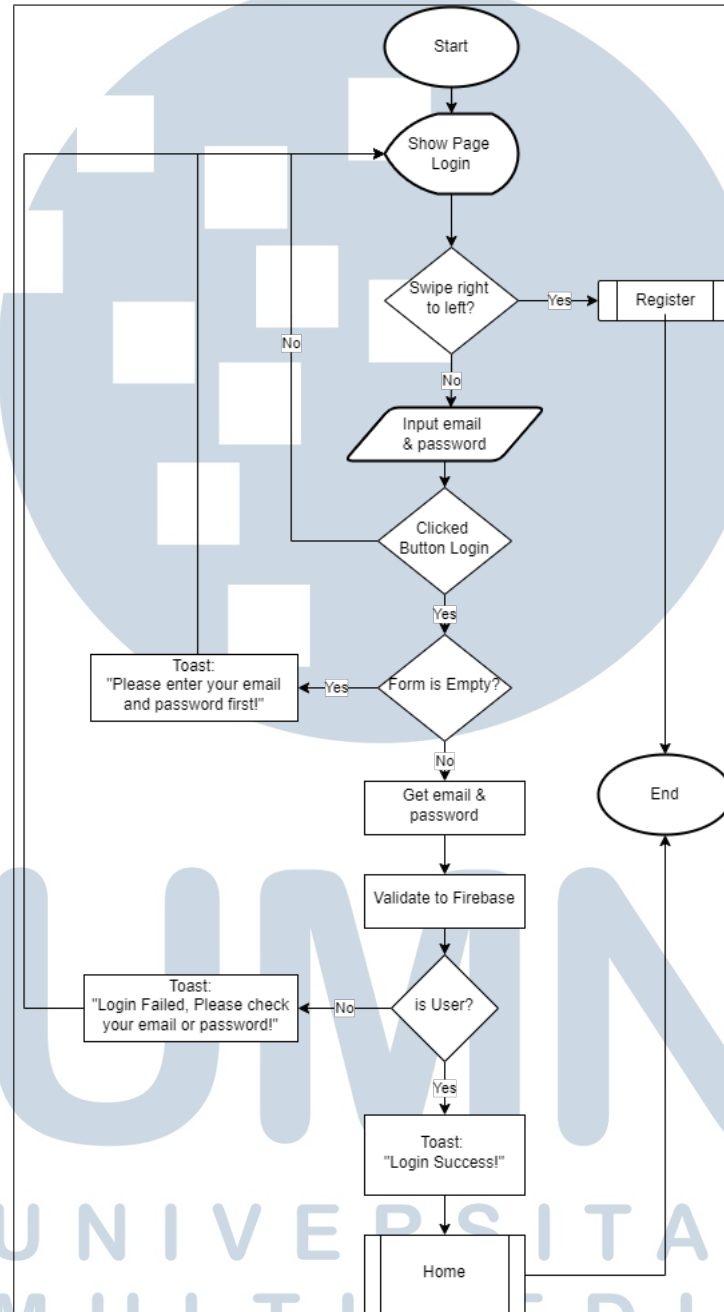 Start
Show Page
Login
Swipe right
to left?
Yes
Register
No
No
Input email
& password
Clicked
Button Login
Yes
Toast:
"Please enter your email
and password first!"
Yes
Form is Empty?
No
Get email &
password
End
Validate to Firebase
Toast:
"Login Failed, Please check
your email or password!"
No
is User?
Yes
Toast:
"Login Success!"
Home
UMN
UNIVERSITA
MULTIMEDI